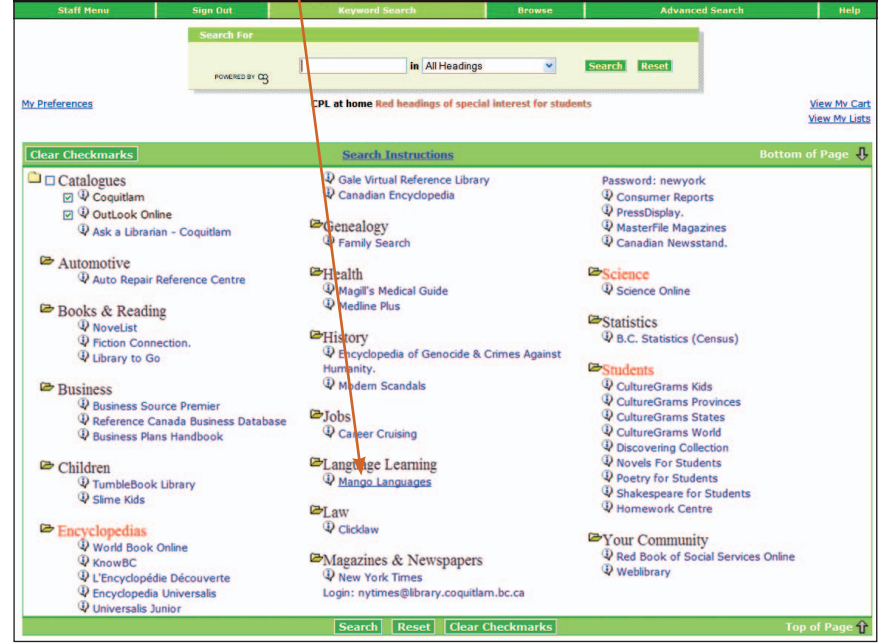 Staff Menu Sign Out Keyword Search Browse Advanced Search Help
Search For
in All Headings Search Reset
POWERED BY
My Preferences CPL at home Red headings of special interest for students View My Cart
View My Lists
Clear Checkmarks Search Instructions Bottom of Page
Catalogues
Coquitlam
OutLook Online
Ask a Librarian - Coquitlam
Automotive
Auto Repair Reference Centre
Books & Reading
NoveList
Fiction Connection.
Library to Go
Business
Business Source Premier
Reference Canada Business Database
Business Plans Handbook
Children
TumbleBook Library
Slime Kids
Encyclopedias
World Book Online
KnowBC
L'Encyclopédie Découverte
Encyclopedia Universalis
Universalis Junior
Gale Virtual Reference Library
Canadian Encyclopedia
Genealogy
Family Search
Health
Magill's Medical Guide
Medline Plus
History
Encyclopedia of Genocide & Crimes Against
Humanity.
Modern Scandals
Jobs
Career Cruising
Language Learning
Mango Languages
Law
Clicklaw
Magazines & Newspapers
New York Times
Login: nytimes@library.coquitlam.bc.ca
Password: newyork
Consumer Reports
PressDisplay.
MasterFile Magazines
Canadian Newsstand.
Science
Science Online
Statistics
B.C. Statistics (Census)
Students
CultureGrams Kids
CultureGrams Provinces
CultureGrams States
CultureGrams World
Discovering Collection
Novels For Students
Poetry for Students
Shakespeare for Students
Homework Centre
Your Community
Red Book of Social Services Online
Weblibrary
Search Reset Clear Checkmarks Top of Page